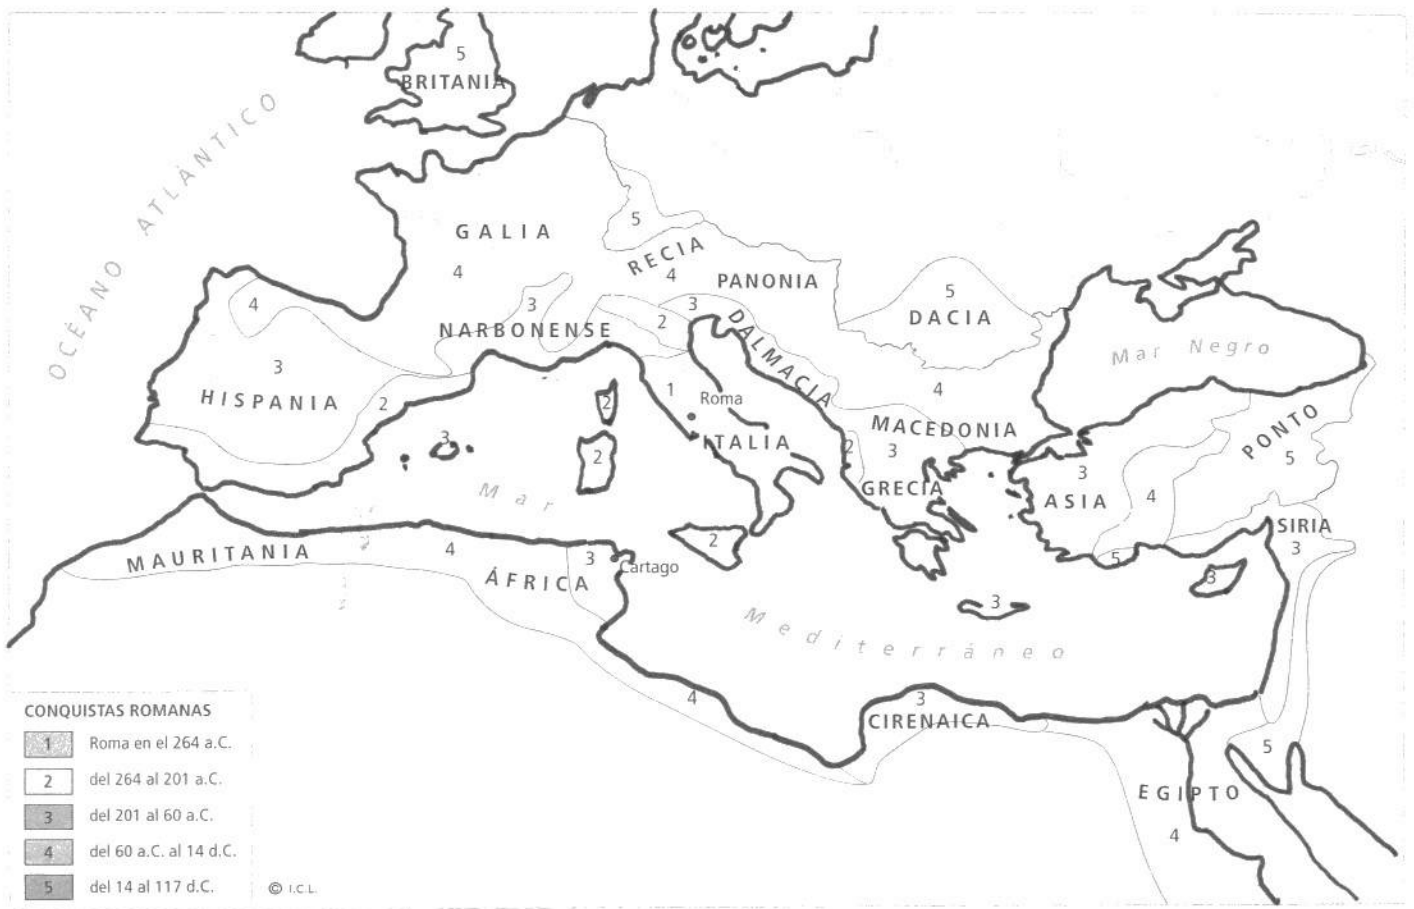 5
BRITANIA
OCÉANO ATLÁNTICO
GALIA
4
5
RECIA
4
PANONIA
5
DACIA
Mar Negro
4
3
NARBONENSE
3
2
DALMACIA
3
HISPANIA
2
1
Roma
ITALIA
2
2
3
4
MACEDONIA
2
3
GRECIA
PONTO
5
3
ASIA
4
5
SIRIA
3
3
Mar
Mediterráneo
2
3
MAURITANIA
4
ÁFRICA
3
Cartago
4
3
CIRENAICA
5
EGIPTO
4
CONQUISTAS ROMANAS
1 Roma en el 264 a.C.
2 del 264 al 201 a.C.
3 del 201 al 60 a.C.
4 del 60 a.C. al 14 d.C.
5 del 14 al 117 d.C.
© I.C.L.